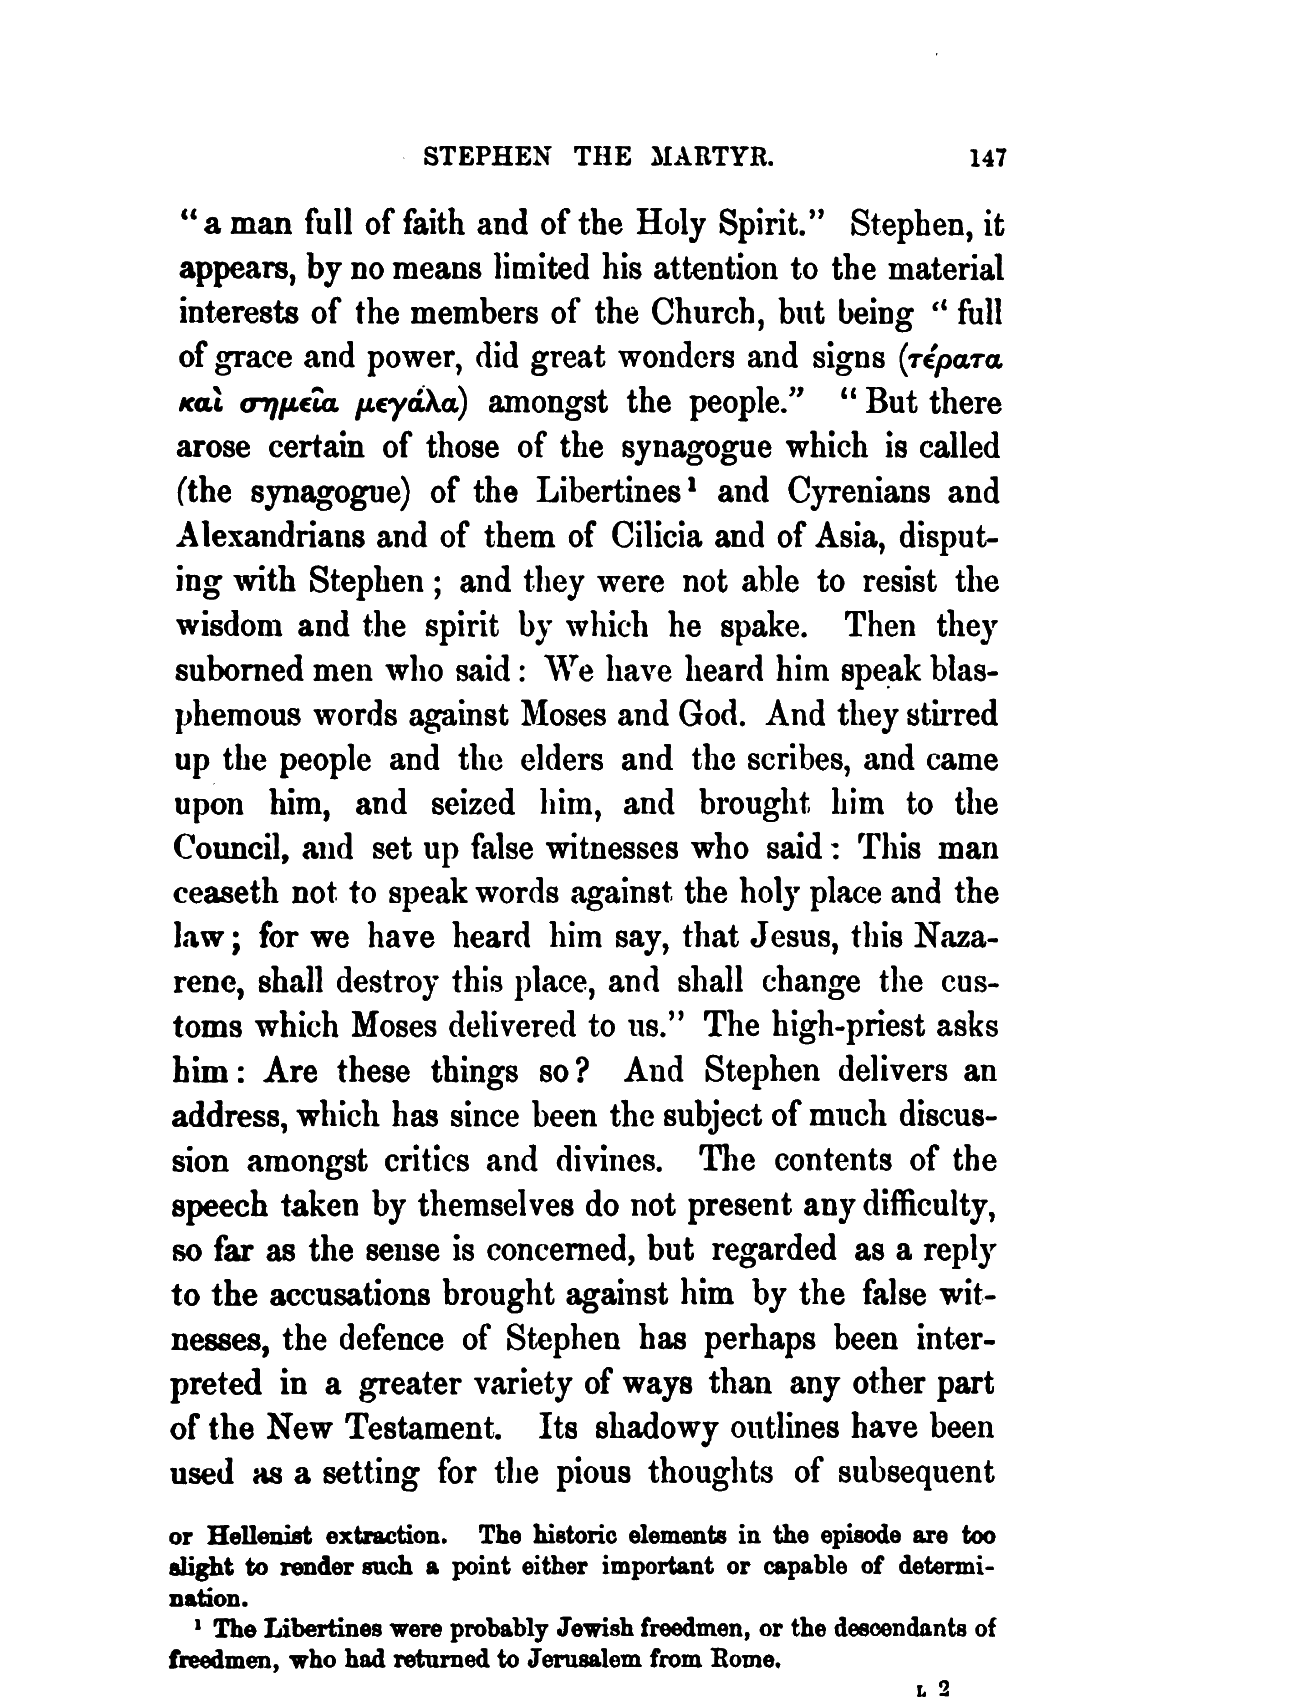 STEPHEN THE MARTYR. 147
“a man full of faith and of the Holy Spirit.” Stephen, it
appears, by no means limited his attention to the material
interests of the members of the Church, but being “full
of grace and power, did great wonders and signs (τέρατα
καὶ σημεῖα μεγάλα) amongst the people.” “But there
arose certain of those of the synagogue which is called
(the synagogue) of the Libertines¹ and Cyrenians and
Alexandrians and of them of Cilicia and of Asia, disput-
ing with Stephen; and they were not able to resist the
wisdom and the spirit by which he spake. Then they
suborned men who said: We have heard him speak blas-
phemous words against Moses and God. And they stirred
up the people and the elders and the scribes, and came
upon him, and seized him, and brought him to the
Council, and set up false witnesses who said: This man
ceaseth not to speak words against the holy place and the
law; for we have heard him say, that Jesus, this Naza-
rene, shall destroy this place, and shall change the cus-
toms which Moses delivered to us.” The high-priest asks
him: Are these things so? And Stephen delivers an
address, which has since been the subject of much discus-
sion amongst critics and divines. The contents of the
speech taken by themselves do not present any difficulty,
so far as the sense is concerned, but regarded as a reply
to the accusations brought against him by the false wit-
nesses, the defence of Stephen has perhaps been inter-
preted in a greater variety of ways than any other part
of the New Testament. Its shadowy outlines have been
used as a setting for the pious thoughts of subsequent
or Hellenist extraction. The historic elements in the episode are too
slight to render such a point either important or capable of determi-
nation.
¹ The Libertines were probably Jewish freedmen, or the descendants of
freedmen, who had returned to Jerusalem from Rome.
L 2